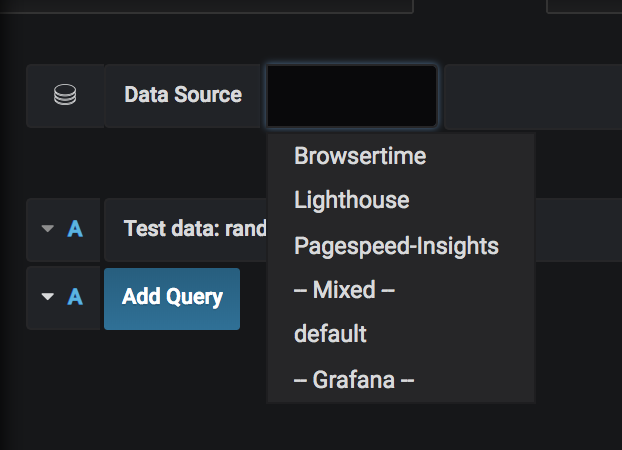 Data Source
Browsertime
Lighthouse
Pagespeed-Insights
A Test data: rand
-- Mixed --
A Add Query
default
-- Grafana --